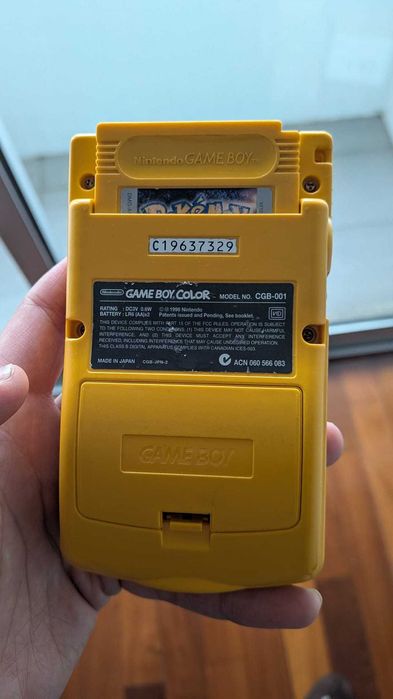 Nintendo GAME BOY TM
C19637329
Nintendo GAME BOY COLOR MODEL NO. CGB-001
RATING : DC3V 0.6W
BATTERY : LR6 (AA)x2
© 1998 Nintendo
Patents issued and Pending, See booklet.
THIS DEVICE COMPLIES WITH PART 15 OF THE FCC RULES. OPERATION IS SUBJECT
TO THE FOLLOWING TWO CONDITIONS: (1) THIS DEVICE MAY NOT CAUSE HARMFUL
INTERFERENCE, AND (2) THIS DEVICE MUST ACCEPT ANY INTERFERENCE
RECEIVED, INCLUDING INTERFERENCE THAT MAY CAUSE UNDESIRED OPERATION.
THIS CLASS B DIGITAL APPARATUS COMPLIES WITH CANADIAN ICES-003.
MADE IN JAPAN CGB-JPN-2 ACN 060 566 083
GAME BOY